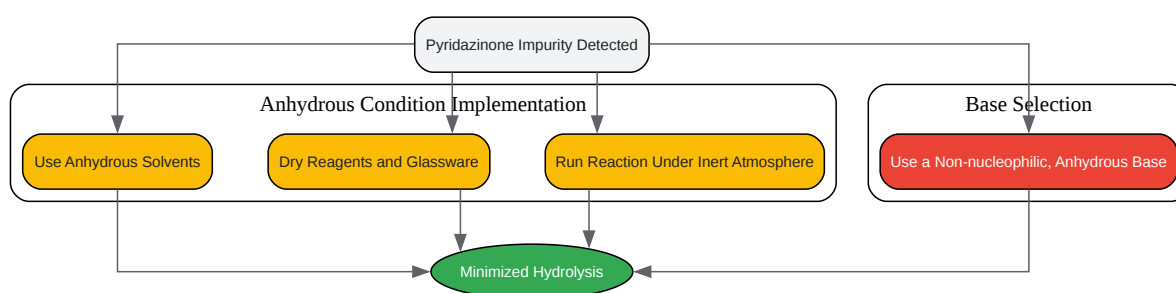 Pyridazinone Impurity Detected
Anhydrous Condition Implementation
Base Selection
Use Anhydrous Solvents
Dry Reagents and Glassware
Run Reaction Under Inert Atmosphere
Use a Non-nucleophilic, Anhydrous Base
Minimized Hydrolysis